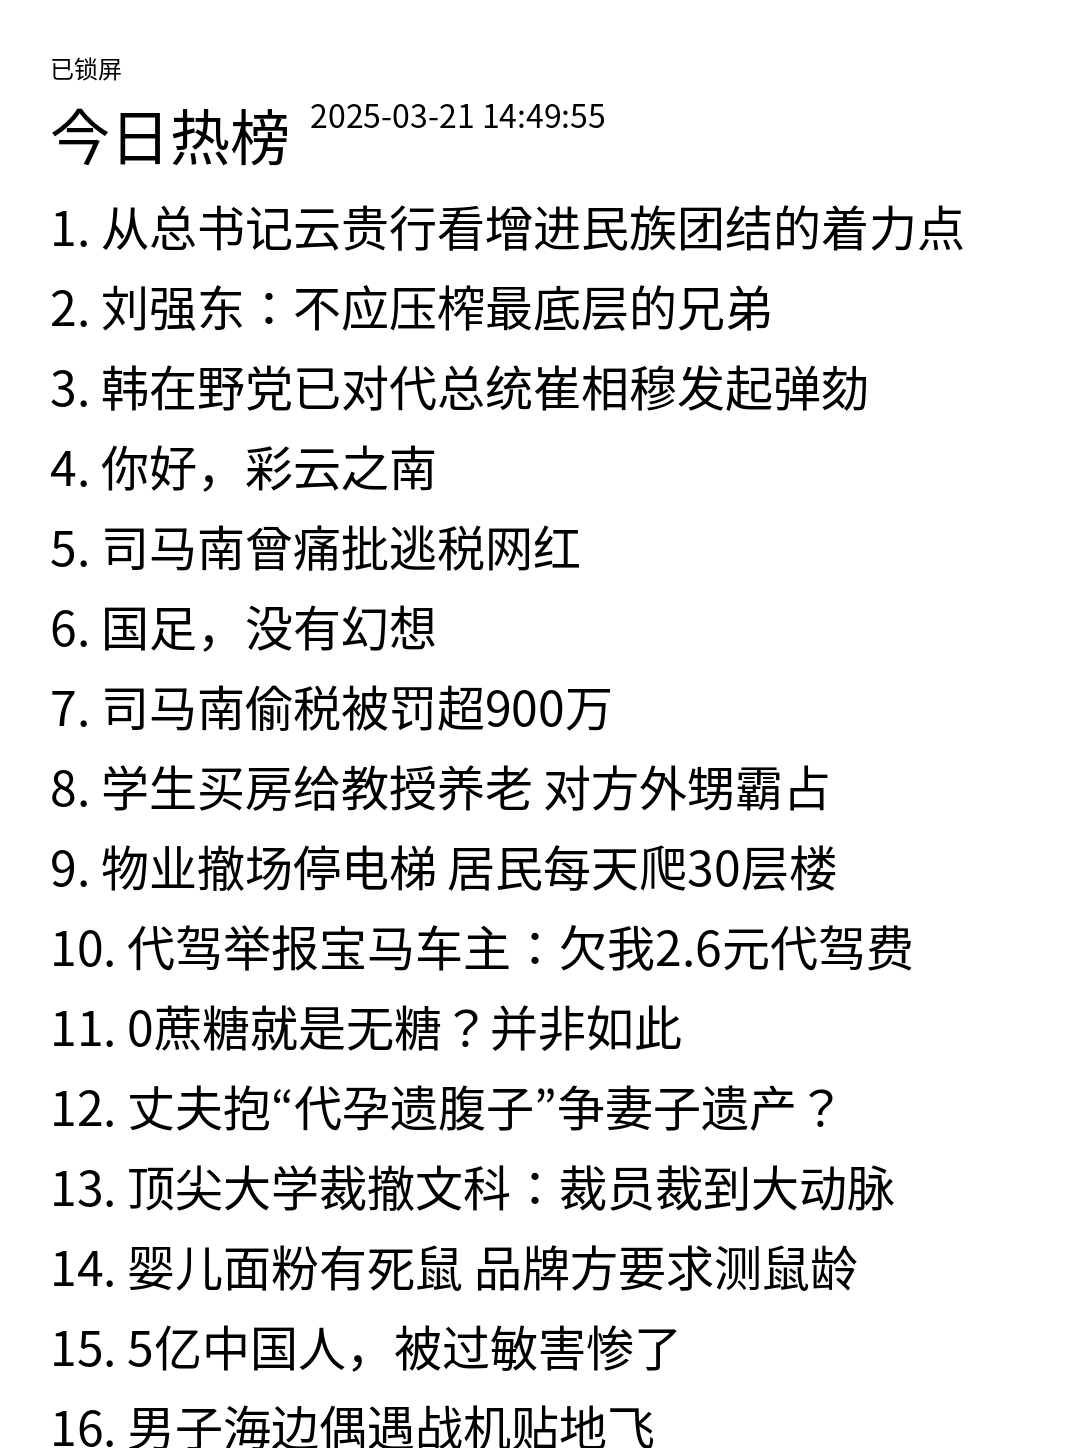 已锁屏
今日热榜 2025-03-21 14:49:55
1. 从总书记云贵行看增进民族团结的着力点
2. 刘强东：不应压榨最底层的兄弟
3. 韩在野党已对代总统崔相穆发起弹劾
4. 你好，彩云之南
5. 司马南曾痛批逃税网红
6. 国足，没有幻想
7. 司马南偷税被罚超900万
8. 学生买房给教授养老 对方外甥霸占
9. 物业撤场停电梯 居民每天爬30层楼
10. 代驾举报宝马车主：欠我2.6元代驾费
11. 0蔗糖就是无糖？并非如此
12. 丈夫抱“代孕遗腹子”争妻子遗产？
13. 顶尖大学裁撤文科：裁员裁到大动脉
14. 婴儿面粉有死鼠 品牌方要求测鼠龄
15. 5亿中国人，被过敏害惨了
16. 男子海边偶遇战机贴地飞